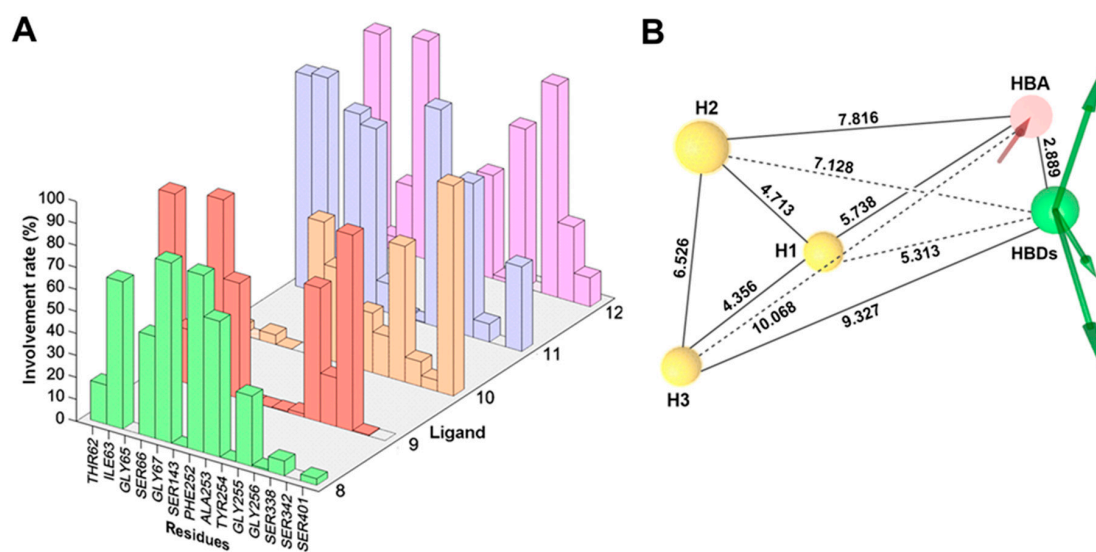 A
Involvement rate (%)
100
90
80
70
60
50
40
30
20
10
0
THR62
ILE63
GLY65
SER66
GLY67
SER143
PHE252
ALA253
TYR254
GLY255
GLY256
SER338
SER342
SER401
Residues
8
9
10
11
12
Ligand
B
HBA
H2
7.816
2.889
7.128
4.713
5.738
H1
HBDs
6.526
5.313
4.356
10.068
9.327
H3